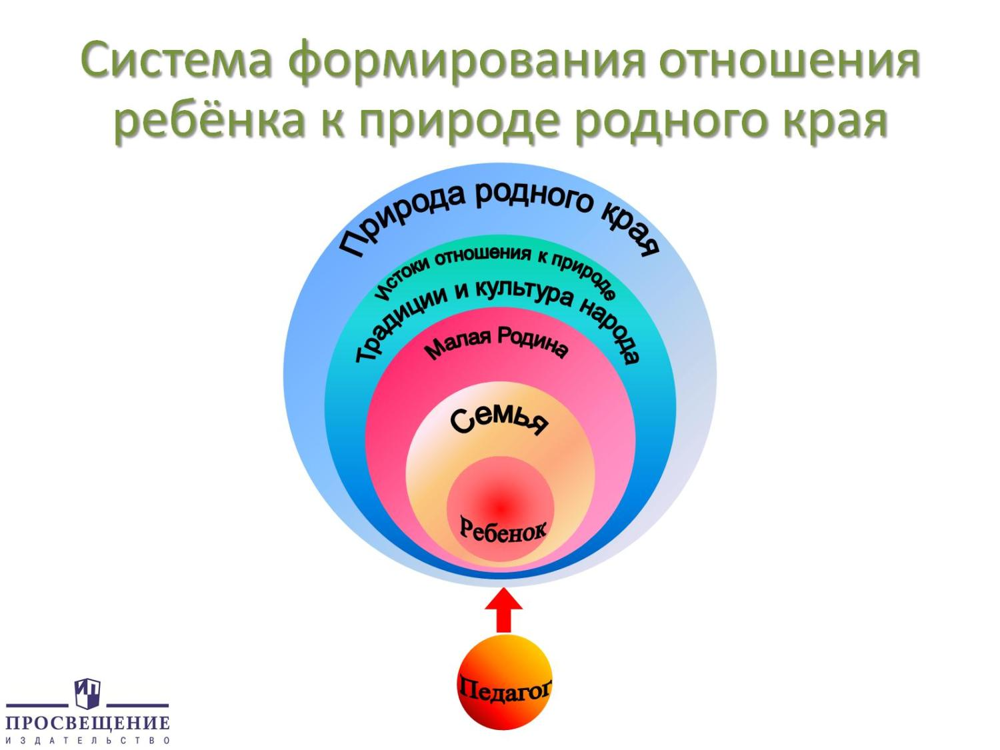 Система формирования отношения
ребёнка к природе родного края
Природа родного края
Истоки отношения к природе
Традиции и культура народа
Малая Родина
Семья
Ребенок
Педагог
ИП
ПРОСВЕЩЕНИЕ
ИЗДАТЕЛЬСТВО